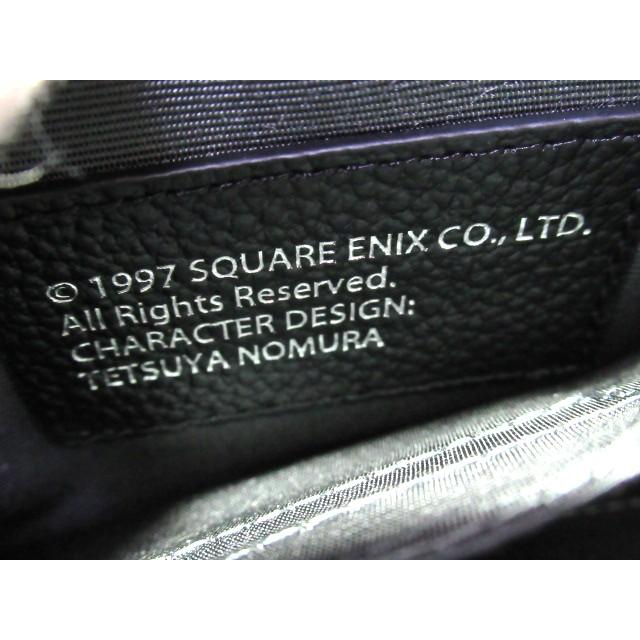 © 1997 SQUARE ENIX CO., LTD.
All Rights Reserved.
CHARACTER DESIGN:
TETSUYA NOMURA